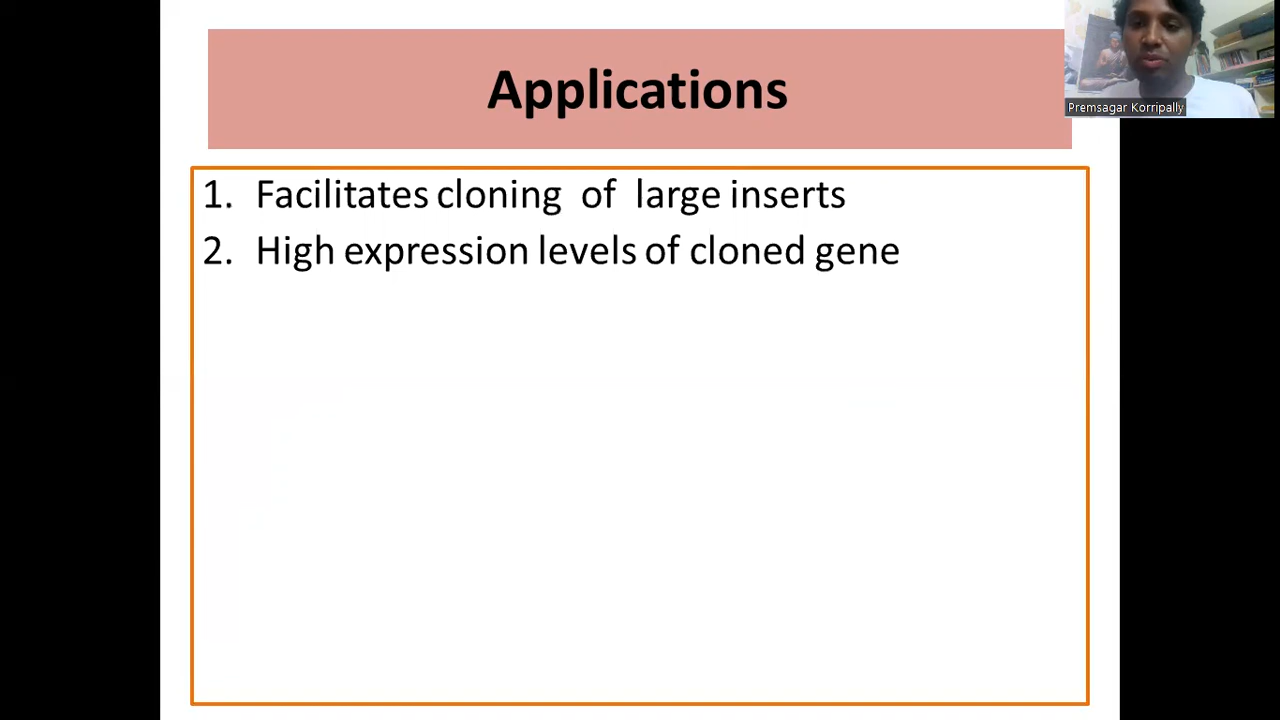 Applications
Premsagar Korripally
1. Facilitates cloning of large inserts
2. High expression levels of cloned gene